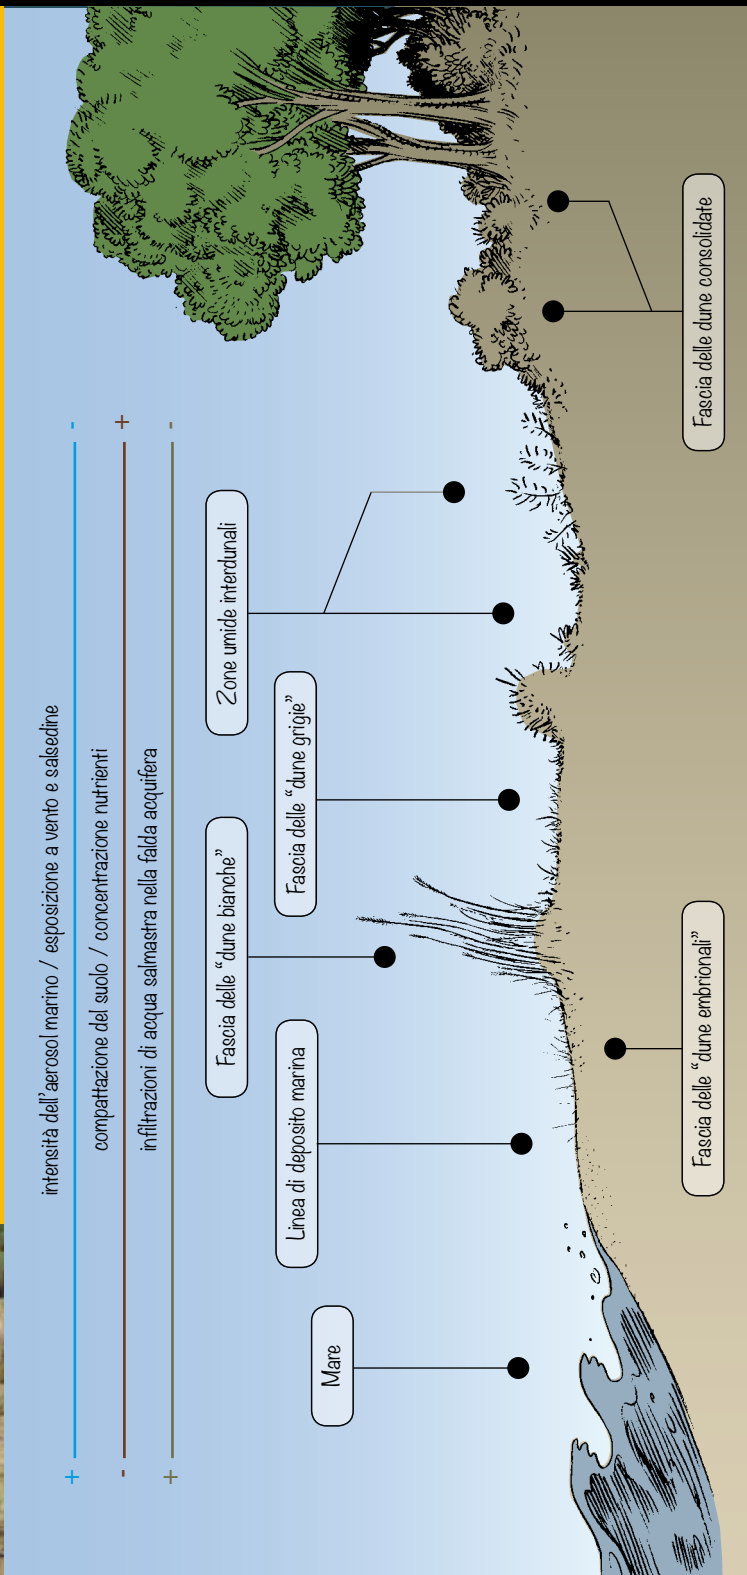 intensità dell'aerosol marino / esposizione a vento e salsedine
+ -
compattazione del suolo / concentrazione nutrienti
- +
infiltrazioni di acqua salmastra nella falda acquifera
+ -
Mare
Linea di deposito marina
Fascia delle "dune bianche"
Fascia delle "dune grigie"
Zone umide interdunali
Fascia delle "dune embrionali"
Fascia delle dune consolidate